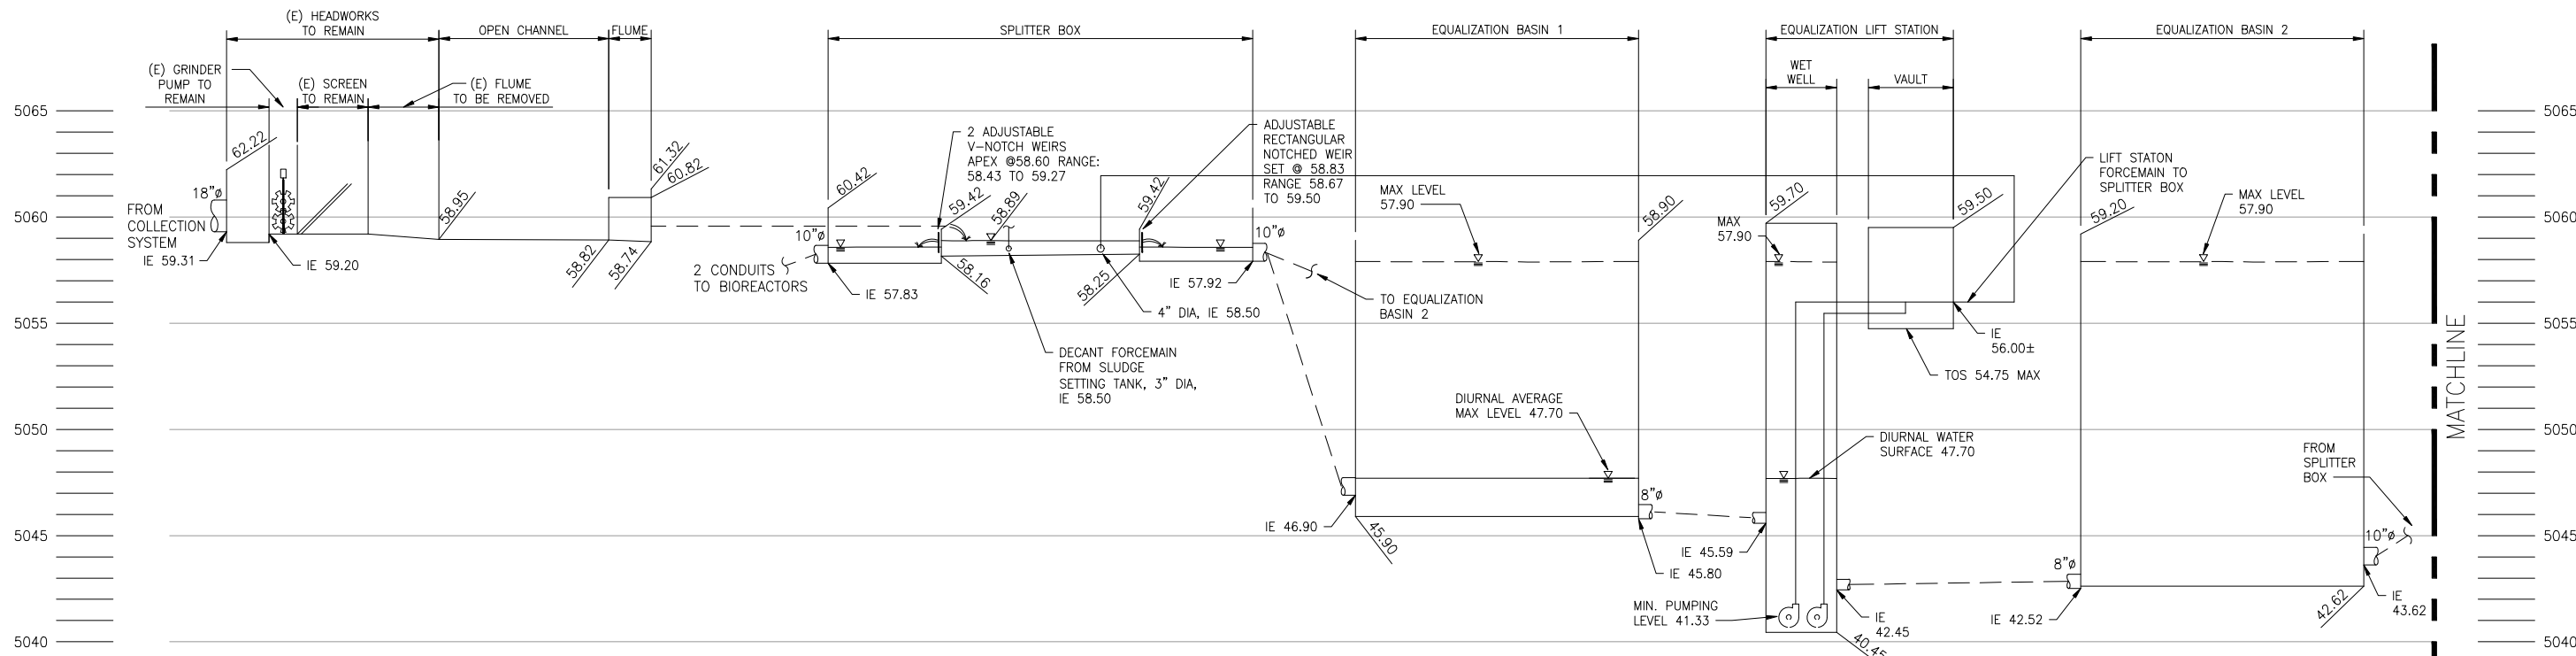 (E) HEADWORKS
TO REMAIN
OPEN CHANNEL
FLUME
SPLITTER BOX
EQUALIZATION BASIN 1
EQUALIZATION LIFT STATION
EQUALIZATION BASIN 2
(E) GRINDER
PUMP TO
REMAIN
(E) SCREEN
TO REMAIN
(E) FLUME
TO BE REMOVED
WET
WELL
VAULT
5065
5060
5055
5050
5045
5040
62.22
18"ø
FROM
COLLECTION
SYSTEM
IE 59.31
IE 59.20
58.95
58.82
58.74
61.32
60.82
60.42
10"ø
2 CONDUITS
TO BIOREACTORS
IE 57.83
2 ADJUSTABLE
V-NOTCH WEIRS
APEX @58.60 RANGE:
58.43 TO 59.27
59.42
58.89
58.16
58.25
59.42
ADJUSTABLE
RECTANGULAR
NOTCHED WEIR
SET @ 58.83
RANGE 58.67
TO 59.50
10"ø
IE 57.92
4" DIA, IE 58.50
DECANT FORCEMAIN
FROM SLUDGE
SETTING TANK, 3" DIA,
IE 58.50
TO EQUALIZATION
BASIN 2
MAX LEVEL
57.90
58.90
DIURNAL AVERAGE
MAX LEVEL 47.70
IE 46.90
45.90
8"ø
IE 45.80
IE 45.59
MAX
57.90
59.70
59.50
LIFT STATON
FORCEMAIN TO
SPLITTER BOX
IE
56.00±
TOS 54.75 MAX
DIURNAL WATER
SURFACE 47.70
MIN. PUMPING
LEVEL 41.33
IE
42.45
40.45
59.20
MAX LEVEL
57.90
8"ø
IE 42.52
42.62
FROM
SPLITTER
BOX
10"ø
IE
43.62
MATCHLINE
5065
5060
5055
5050
5045
5040